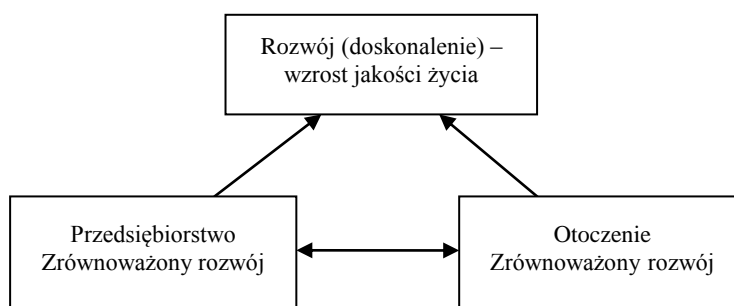 Rozwój (doskonalenie) –
wzrost jakości życia
Przedsiębiorstwo
Zrównoważony rozwój
Otoczenie
Zrównoważony rozwój